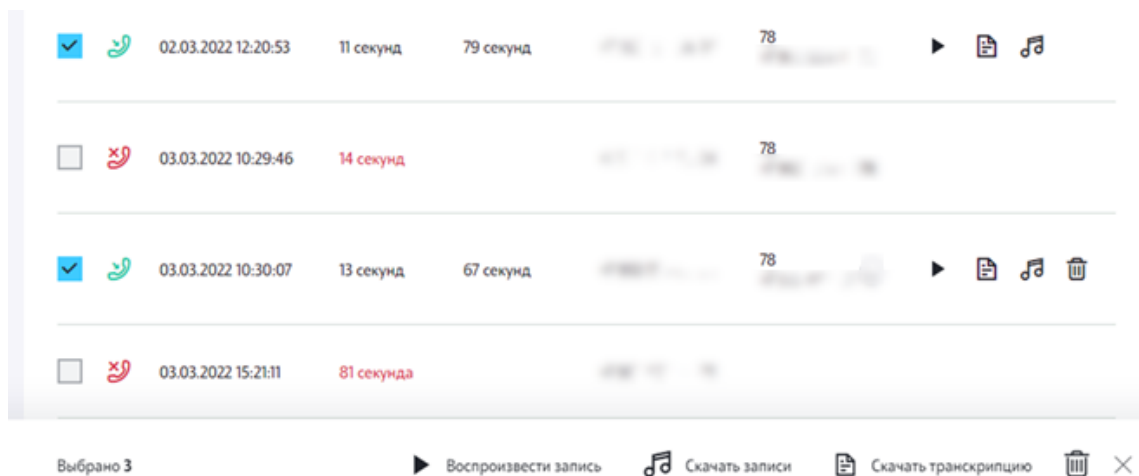 02.03.2022 12:20:53 11 секунд 79 секунд 78
03.03.2022 10:29:46 14 секунд 78
03.03.2022 10:30:07 13 секунд 67 секунд 78
03.03.2022 15:21:11 81 секунда
Выбрано 3 Воспроизвести запись Скачать записи Скачать транскрипцию